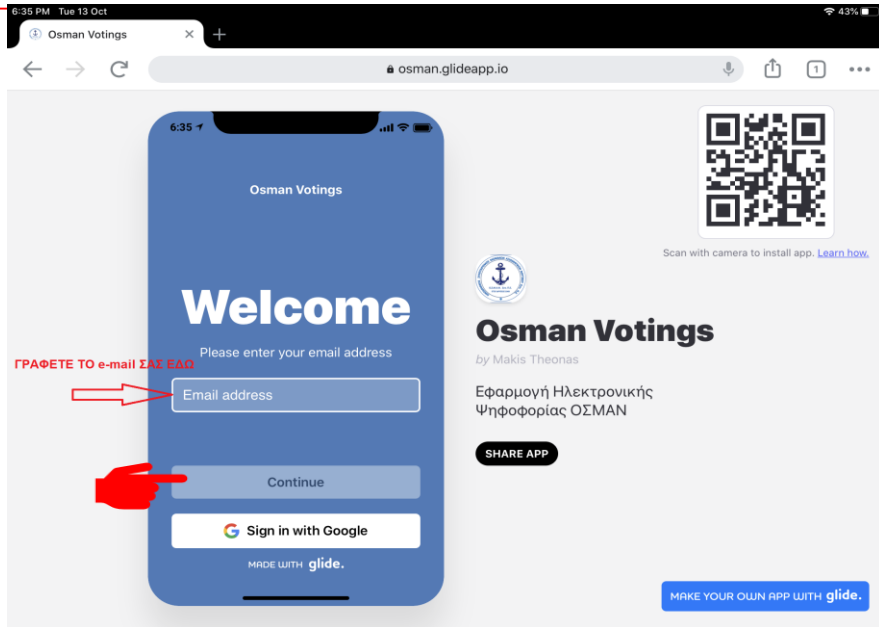 6:35 PM Tue 13 Oct
43%
Osman Votings
osman.glideapp.io
1
6:35
Osman Votings
Welcome
Please enter your email address
ΓΡΑΦΕΤΕ ΤΟ e-mail ΣΑΣ ΕΔΩ
Email address
Continue
Sign in with Google
MADE WITH glide.
Scan with camera to install app. Learn how.
Osman Votings
by Makis Theonas
Εφαρμογή Ηλεκτρονικής
Ψηφοφορίας ΟΣΜΑΝ
SHARE APP
MAKE YOUR OWN APP WITH glide.